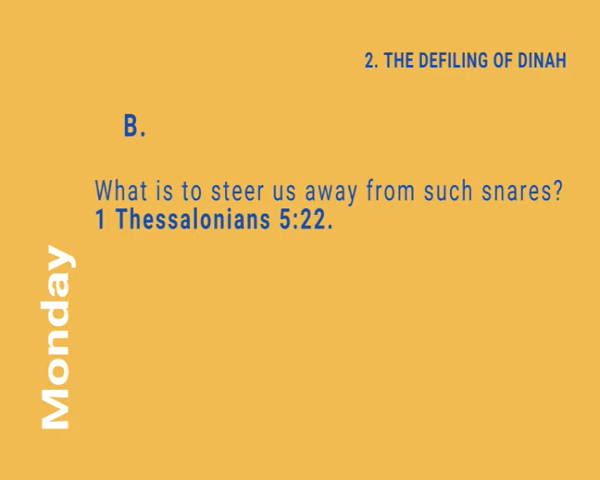 2. THE DEFILING OF DINAH
B.
What is to steer us away from such snares?
1 Thessalonians 5:22.
Monday